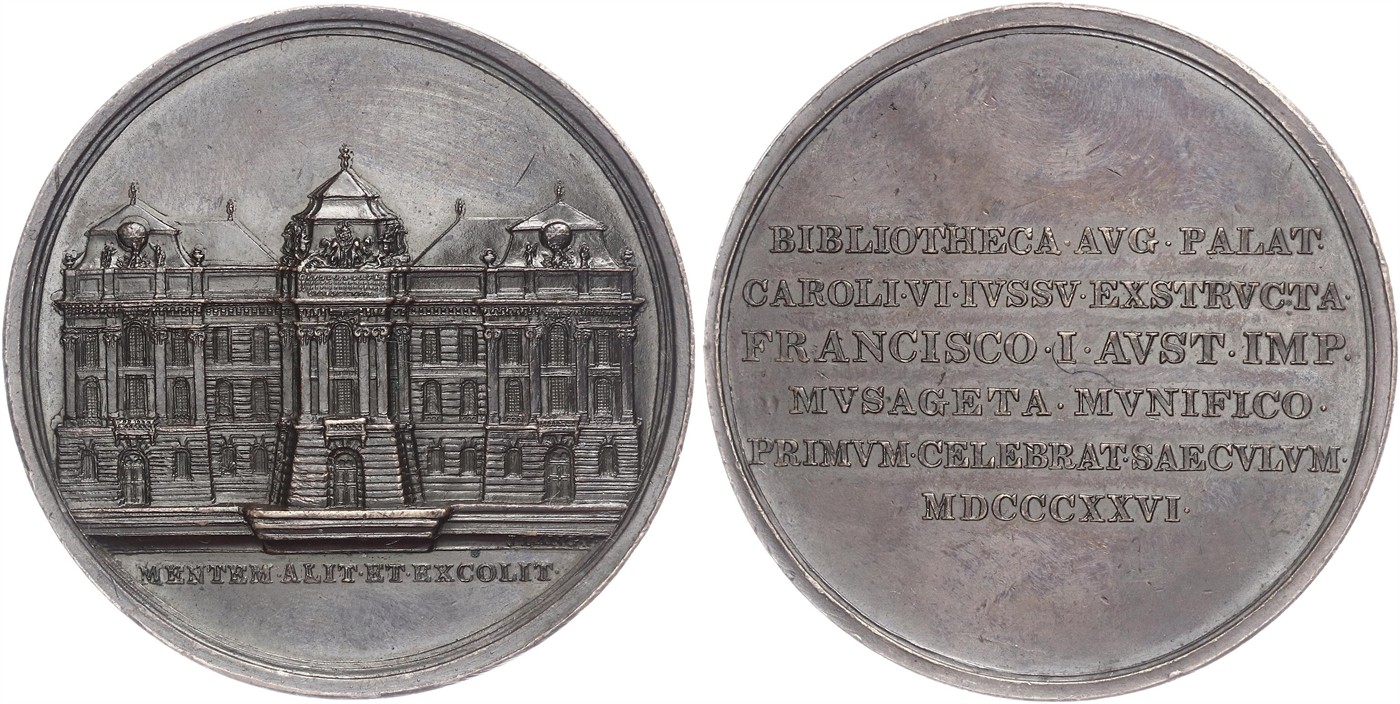 MENTEM·ALIT·ET·EXCOLIT·
BIBLIOTHECA·AVG·PALAT·
CAROLI·VI·IVSSV·EXSTRVCTA·
FRANCISCO·I·AVST·IMP·
MVSAGETA·MVNIFICO·
PRIMVM·CELEBRAT·SAECVLVM·
MDCCCXXVI·